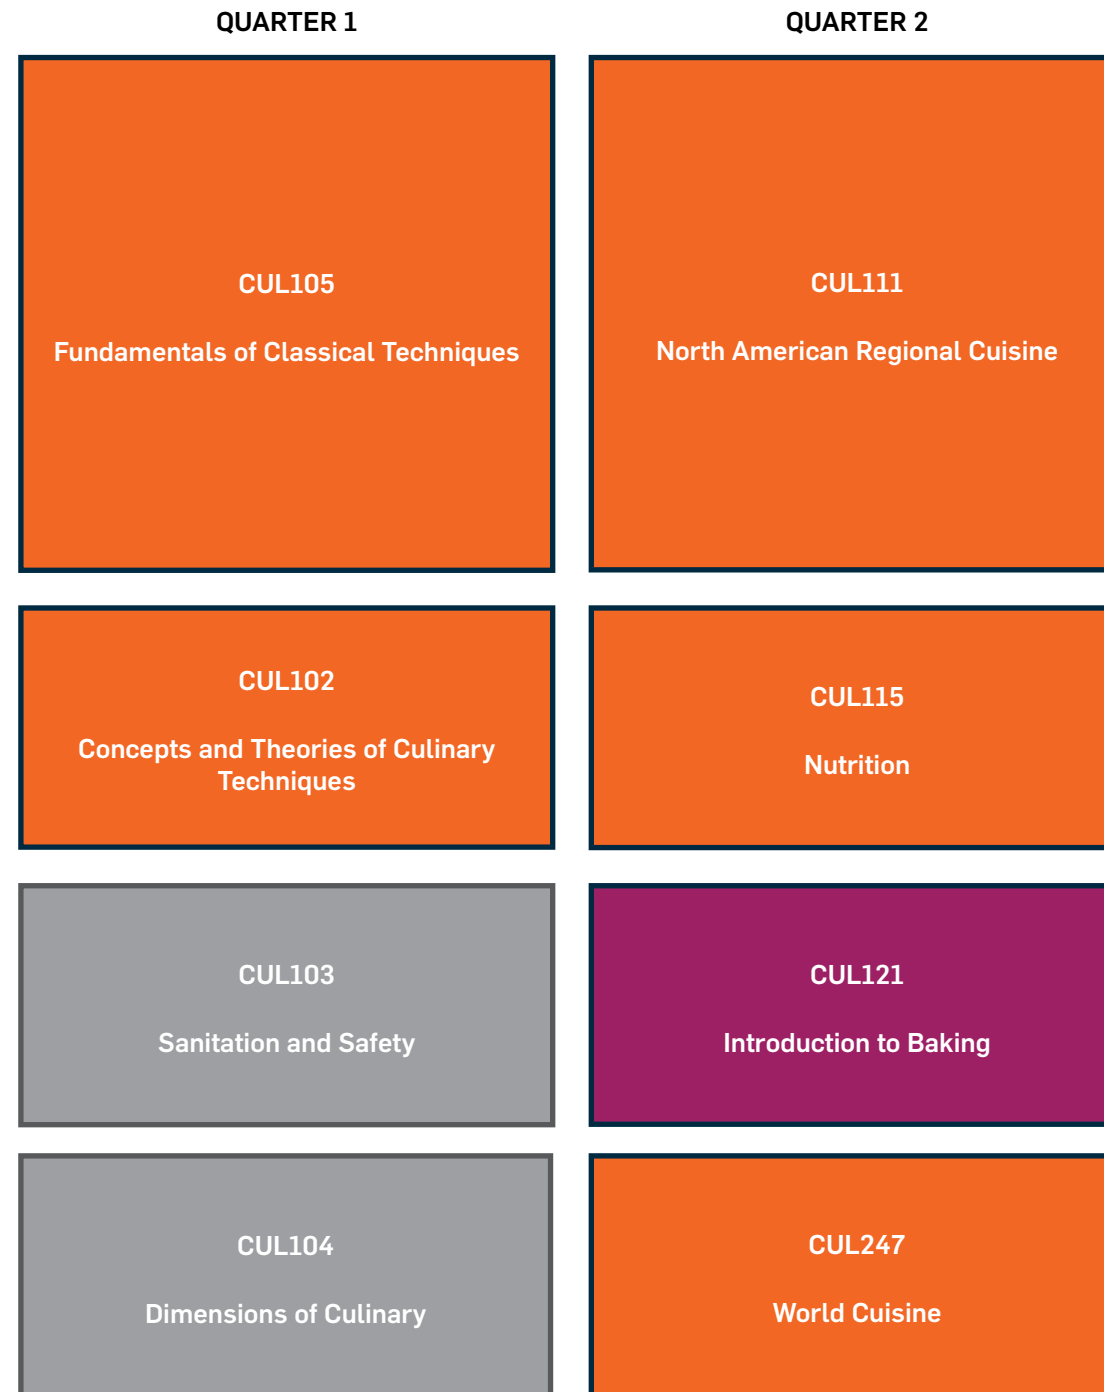 QUARTER 1
CUL105
Fundamentals of Classical Techniques
CUL102
Concepts and Theories of Culinary
Techniques
CUL103
Sanitation and Safety
CUL104
Dimensions of Culinary
QUARTER 2
CUL111
North American Regional Cuisine
CUL115
Nutrition
CUL121
Introduction to Baking
CUL247
World Cuisine